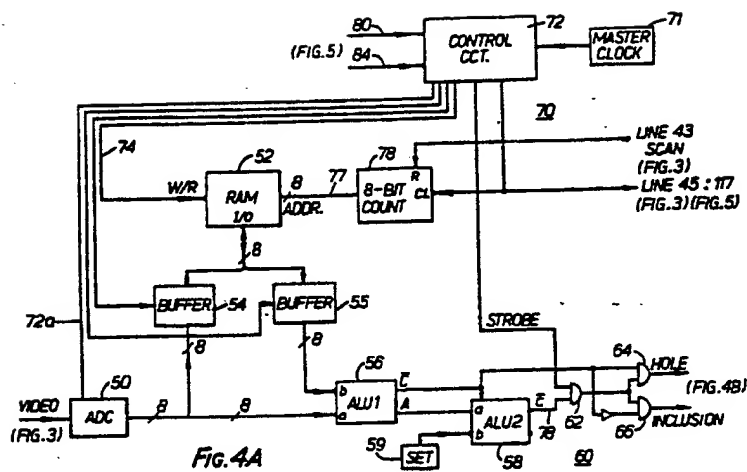 80
(FIG.5)
84
72
CONTROL
CCT.
71
MASTER
CLOCK
70
74
52
W/R
RAM
I/O
8
ADDR.
77
78
R
8-BIT
COUNT
CL
LINE 43
SCAN
(FIG.3)
LINE 45 : 117
(FIG.3)(FIG.5)
8
BUFFER
54
BUFFER
55
72a
8
8
STROBE
VIDEO
(FIG.3)
50
ADC
8
8
56
b
ALU1
a
C
A
a
ALU2
b
58
C
78
59
SET
62
64
HOLE
(FIG.4B)
66
INCLUSION
60
FIG.4A